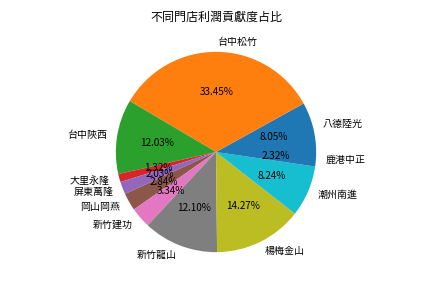 不同門店利潤貢獻度占比
台中松竹
33.45%
八德陸光
8.05%
台中陝西
12.03%
鹿港中正
2.32%
大里永隆
1.32%
屏東萬隆
2.03%
岡山岡燕
2.84%
新竹建功
3.34%
新竹龍山
12.10%
楊梅金山
14.27%
潮州南進
8.24%